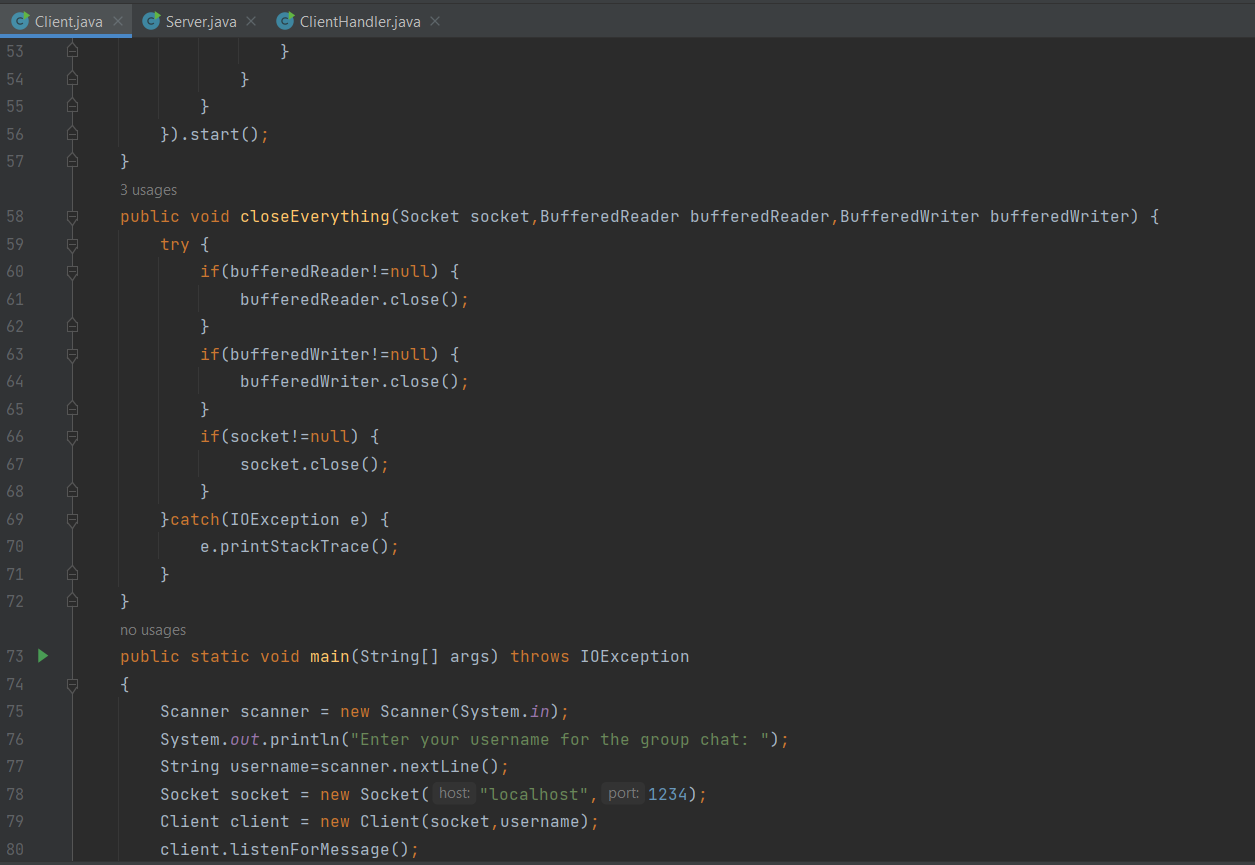 Client.java Server.java ClientHandler.java
53 }
54 }
55 }
56 }).start();
57 }
3 usages
58 public void closeEverything(Socket socket,BufferedReader bufferedReader,BufferedWriter bufferedWriter) {
59 try {
60 if(bufferedReader!=null) {
61 bufferedReader.close();
62 }
63 if(bufferedWriter!=null) {
64 bufferedWriter.close();
65 }
66 if(socket!=null) {
67 socket.close();
68 }
69 }catch(IOException e) {
70 e.printStackTrace();
71 }
72 }
no usages
73 public static void main(String[] args) throws IOException
74 {
75 Scanner scanner = new Scanner(System.in);
76 System.out.println("Enter your username for the group chat: ");
77 String username=scanner.nextLine();
78 Socket socket = new Socket( host: "localhost", port: 1234);
79 Client client = new Client(socket,username);
80 client.listenForMessage();